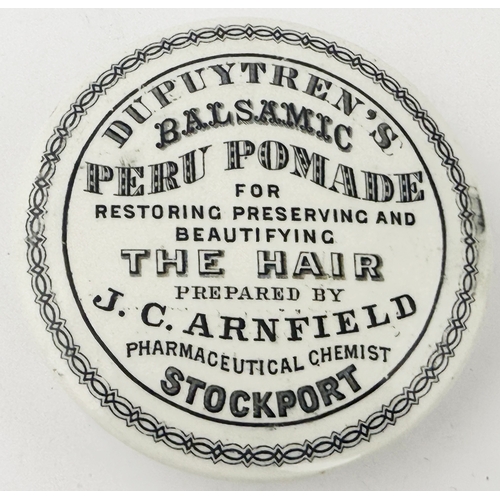 DUPUYTREN'S
BALSAMIC
PERU POMADE
FOR
RESTORING PRESERVING AND
BEAUTIFYING
THE HAIR
PREPARED BY
J. C. ARNFIELD
PHARMACEUTICAL CHEMIST
STOCKPORT